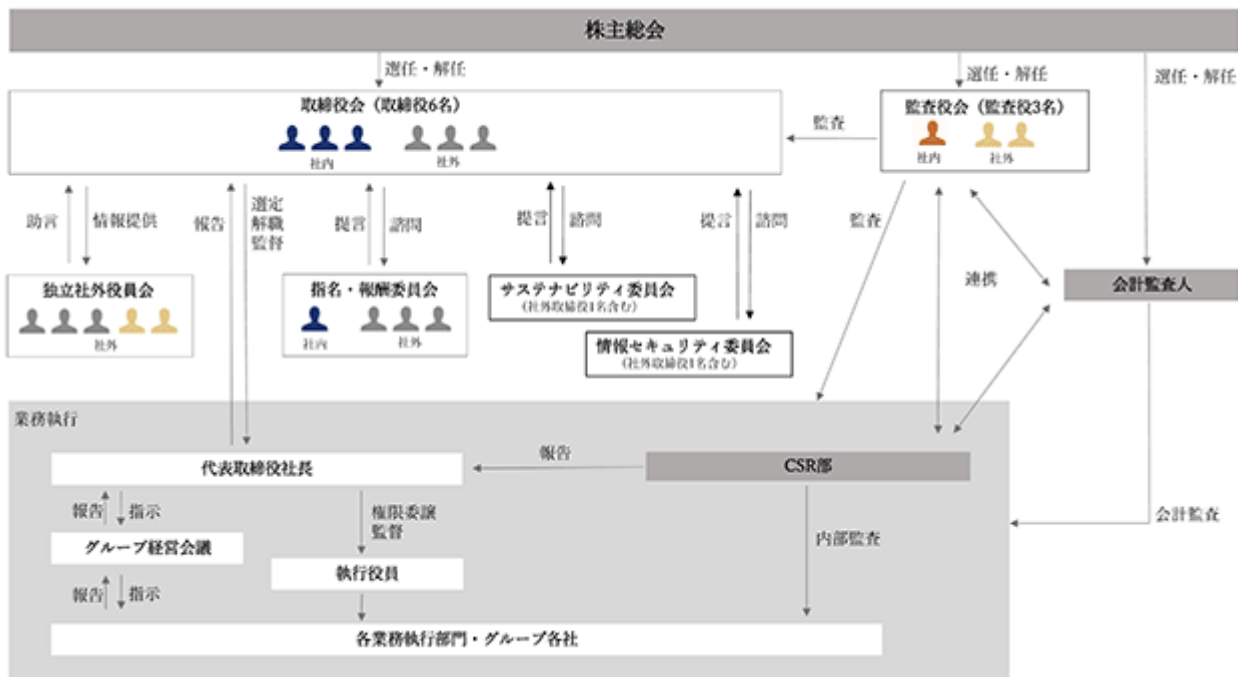 株主総会
選任・解任
選任・解任
選任・解任
取締役会（取締役6名）
社内
社外
監査
監査役会（監査役3名）
社内
社外
助言
情報提供
報告
選定
解職
監督
提言
諮問
提言
諮問
提言
諮問
監査
連携
独立社外役員会
社外
指名・報酬委員会
社内
社外
サステナビリティ委員会
（社外取締役1名含む）
情報セキュリティ委員会
（社外取締役1名含む）
会計監査人
業務執行
代表取締役社長
報告
CSR部
報告
指示
権限委譲
監督
内部監査
会計監査
グループ経営会議
執行役員
報告
指示
各業務執行部門・グループ各社